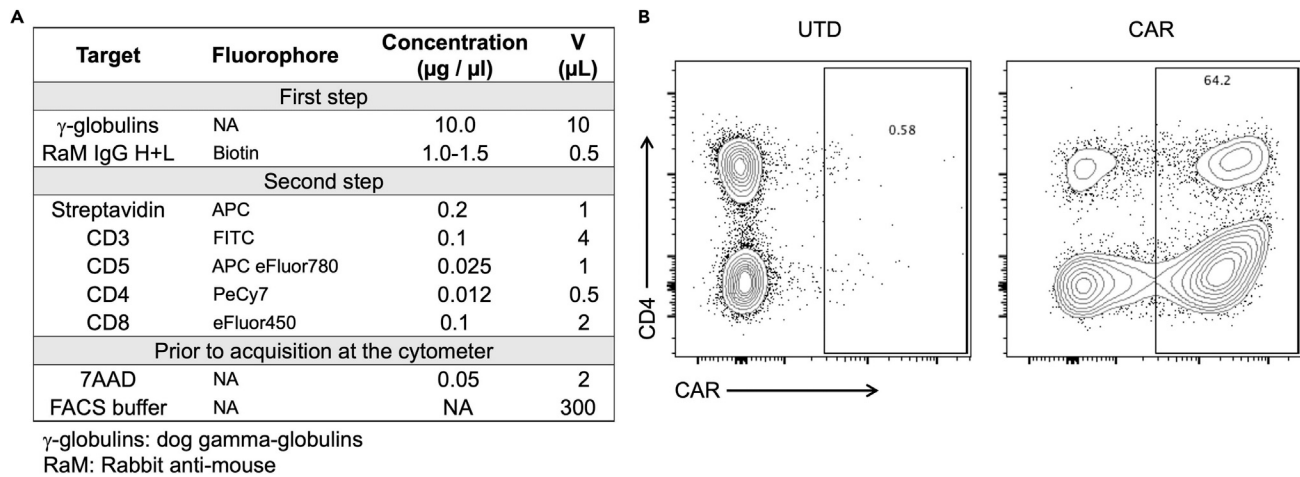 A
Target Fluorophore Concentration (µg / µl) V (µL)
First step
γ-globulins NA 10.0 10
RaM IgG H+L Biotin 1.0-1.5 0.5
Second step
Streptavidin APC 0.2 1
CD3 FITC 0.1 4
CD5 APC eFluor780 0.025 1
CD4 PeCy7 0.012 0.5
CD8 eFluor450 0.1 2
Prior to acquisition at the cytometer
7AAD NA 0.05 2
FACS buffer NA NA 300
γ-globulins: dog gamma-globulins
RaM: Rabbit anti-mouse
B
UTD CAR
0.58
64.2
CD4
CAR